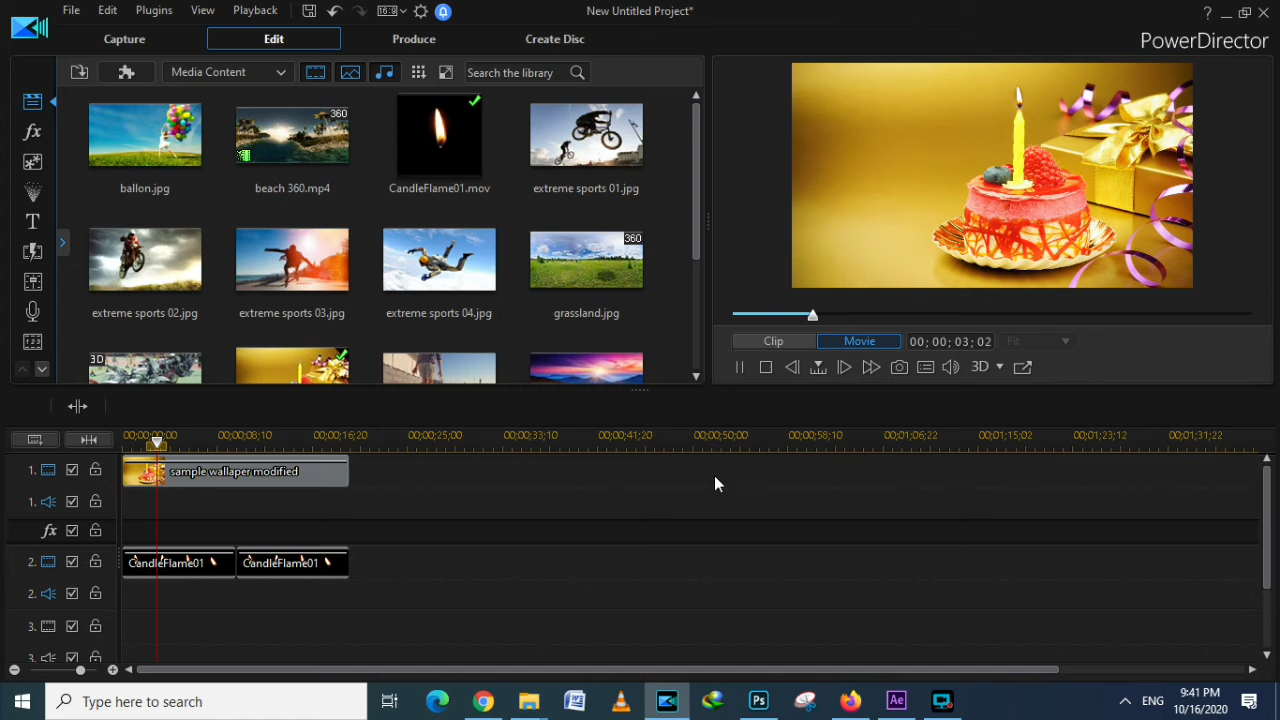 File Edit Plugins View Playback 16:9 New Untitled Project* ?
Capture Edit Produce Create Disc PowerDirector
Media Content Search the library
360 360
ballon.jpg beach 360.mp4 CandleFlame01.mov extreme sports 01.jpg
extreme sports 02.jpg extreme sports 03.jpg extreme sports 04.jpg grassland.jpg
3D
fx
T
Clip Movie 00; 00; 03; 02 Fit
3D
00;00;00;00 00;00;08;10 00;00;16;20 00;00;25;00 00;00;33;10 00;00;41;20 00;00;50;00 00;00;58;10 00;01;06;22 00;01;15;02 00;01;23;12 00;01;31;22
1. sample wallaper modified
1.
fx
2. CandleFlame01 CandleFlame01
2.
3.
3.
Type here to search W Ps Ae ENG 9:41 PM
10/16/2020